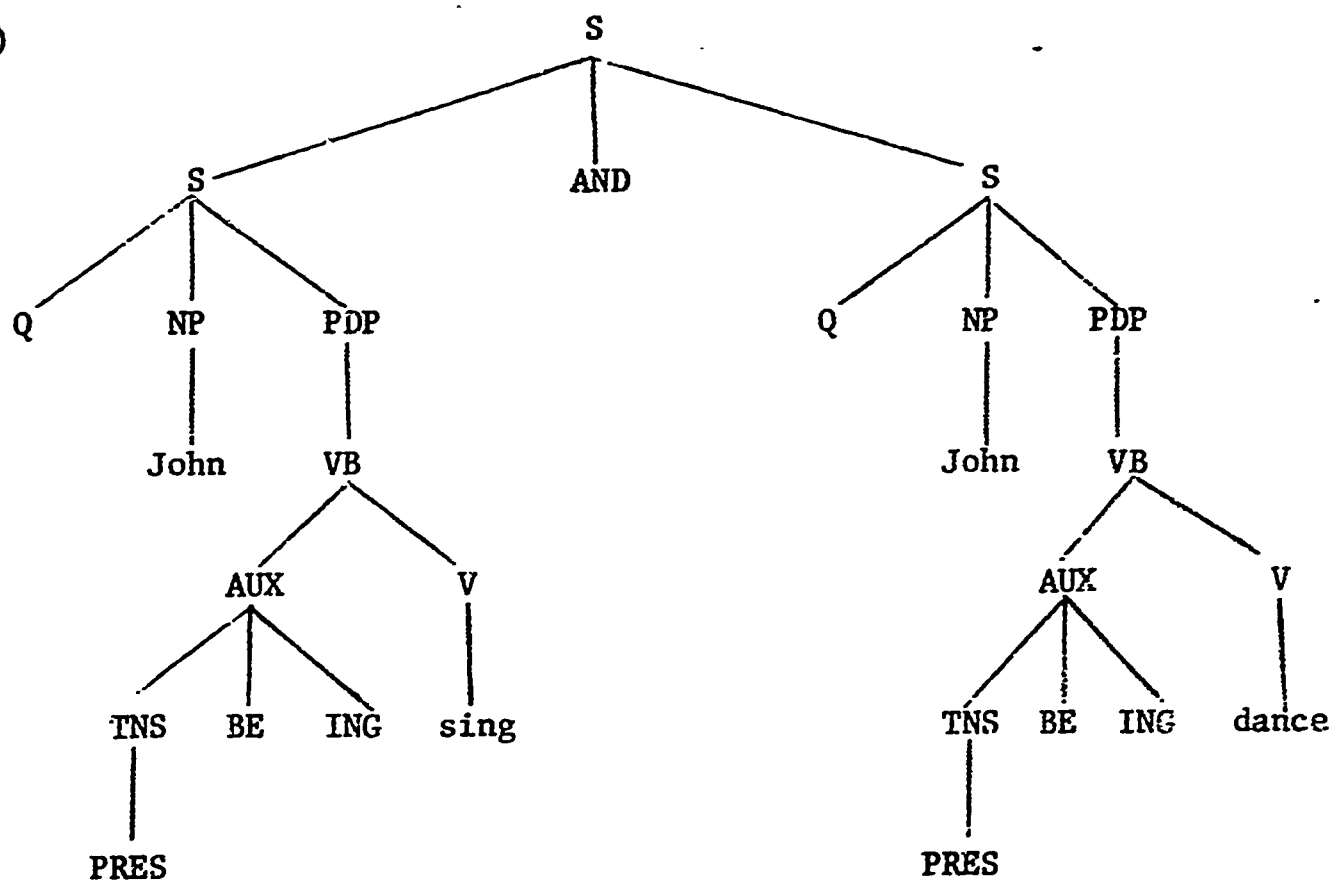 )
S
S AND S
Q NP PDP Q NP PDP
John VB John VB
AUX V AUX V
TNS BE ING sing TNS BE ING dance
PRES PRES